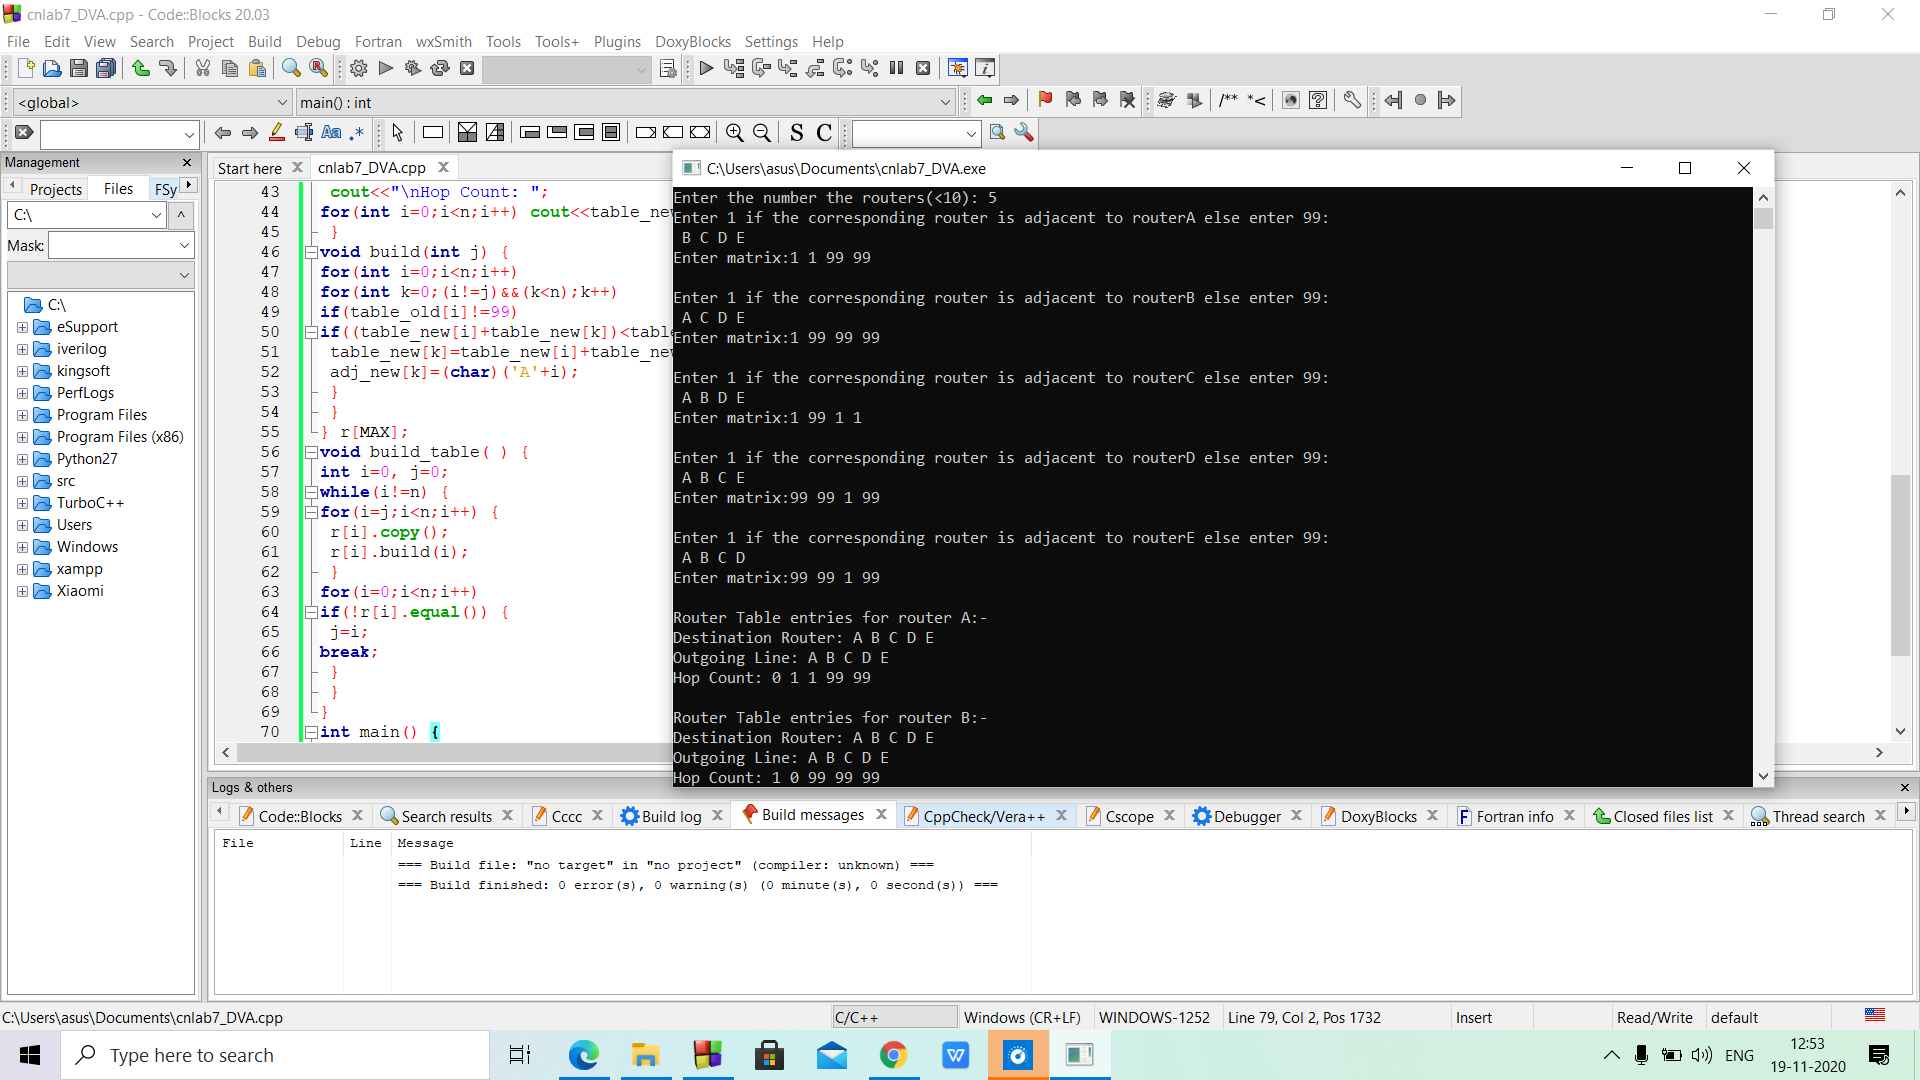 cnlab7_DVA.cpp - Code::Blocks 20.03
File Edit View Search Project Build Debug Fortran wxSmith Tools Tools+ Plugins DoxyBlocks Settings Help
<global> main() : int
/** *<
Aa .* S C
Management
Projects Files FSy
C:\
Mask:
C:\
eSupport
iverilog
kingsoft
PerfLogs
Program Files
Program Files (x86)
Python27
src
TurboC++
Users
Windows
xampp
Xiaomi
Start here cnlab7_DVA.cpp
43 cout<<"\nHop Count: ";
44 for(int i=0;i<n;i++) cout<<table_new
45 }
46 void build(int j) {
47 for(int i=0;i<n;i++)
48 for(int k=0;(i!=j)&&(k<n);k++)
49 if(table_old[i]!=99)
50 if((table_new[i]+table_new[k])<tabl
51 table_new[k]=table_new[i]+table_new
52 adj_new[k]=(char)('A'+i);
53 }
54 }
55 } r[MAX];
56 void build_table( ) {
57 int i=0, j=0;
58 while(i!=n) {
59 for(i=j;i<n;i++) {
60 r[i].copy();
61 r[i].build(i);
62 }
63 for(i=0;i<n;i++)
64 if(!r[i].equal()) {
65 j=i;
66 break;
67 }
68 }
69 }
70 int main() {
C:\Users\asus\Documents\cnlab7_DVA.exe
Enter the number the routers(<10): 5
Enter 1 if the corresponding router is adjacent to routerA else enter 99:
B C D E
Enter matrix:1 1 99 99
Enter 1 if the corresponding router is adjacent to routerB else enter 99:
A C D E
Enter matrix:1 99 99 99
Enter 1 if the corresponding router is adjacent to routerC else enter 99:
A B D E
Enter matrix:1 99 1 1
Enter 1 if the corresponding router is adjacent to routerD else enter 99:
A B C E
Enter matrix:99 99 1 99
Enter 1 if the corresponding router is adjacent to routerE else enter 99:
A B C D
Enter matrix:99 99 1 99
Router Table entries for router A:-
Destination Router: A B C D E
Outgoing Line: A B C D E
Hop Count: 0 1 1 99 99
Router Table entries for router B:-
Destination Router: A B C D E
Outgoing Line: A B C D E
Hop Count: 1 0 99 99 99
Logs & others
Code::Blocks Search results Cccc Build log Build messages CppCheck/Vera++ Cscope Debugger DoxyBlocks Fortran info Closed files list Thread search
File Line Message
=== Build file: "no target" in "no project" (compiler: unknown) ===
=== Build finished: 0 error(s), 0 warning(s) (0 minute(s), 0 second(s)) ===
C:\Users\asus\Documents\cnlab7_DVA.cpp C/C++ Windows (CR+LF) WINDOWS-1252 Line 79, Col 2, Pos 1732 Insert Read/Write default
Type here to search
ENG
12:53
19-11-2020